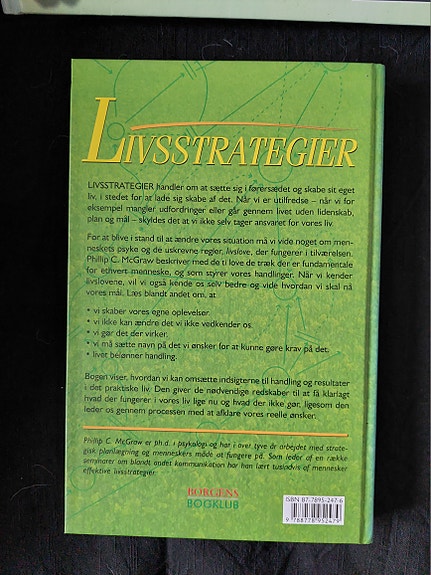 LIVSSTRATEGIER
LIVSSTRATEGIER handler om at sætte sig i førersædet og skabe sit eget
liv, i stedet for at lade sig skabe af det. Når vi er utilfredse – når vi for
eksempel mangler udfordringer eller går gennem livet uden lidenskab,
plan og mål – skyldes det at vi ikke selv tager ansvaret for vores liv.
For at blive i stand til at ændre vores situation må vi vide noget om men-
neskets psyke og de uskrevne regler, livslove, der fungerer i tilværelsen.
Phillip C. McGraw beskriver med de ti love de træk der er fundamentale
for ethvert menneske, og som styrer vores handlinger. Når vi kender
livslovene, vil vi også kende os selv bedre og vide hvordan vi skal nå
vores mål. Læs blandt andet om, at
• vi skaber vores egne oplevelser.
• vi ikke kan ændre det vi ikke vedkender os.
• vi gør det der virker.
• vi må sætte navn på det vi ønsker for at kunne gøre krav på det.
• livet belønner handling.
Bogen viser, hvordan vi kan omsætte indsigterne til handling og resultater
i det praktiske liv. Den giver de nødvendige redskaber til at få klarlagt
hvad der fungerer i vores liv lige nu og hvad der ikke gør, ligesom den
leder os gennem processen med at afklare vores reelle ønsker.
Phillip C. McGraw er ph.d. i psykologi og har i over tyve år arbejdet med strate-
gisk planlægning og menneskers måde at fungere på. Som leder af en række
seminarer om blandt andet kommunikation har han lært tusindvis af mennesker
effektive livsstrategier.
BORGENS
BOGKLUB
ISBN 87-7895-247-6
9 788778 952479